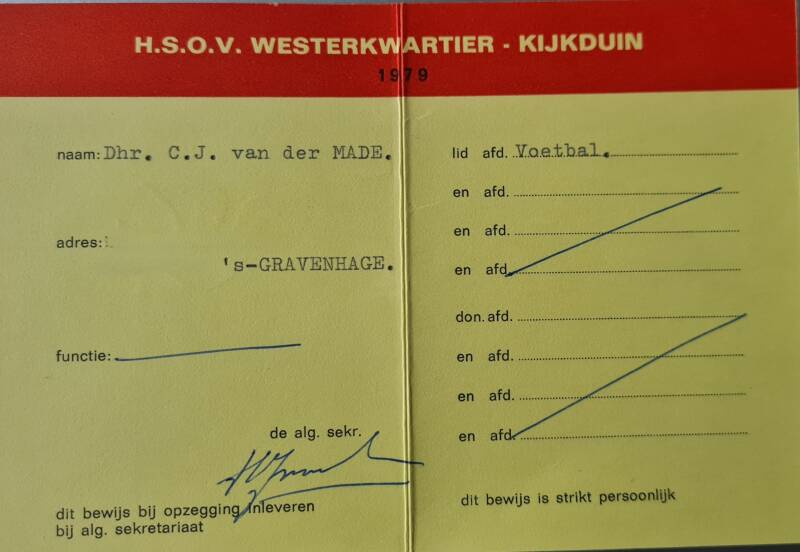 H.S.O.V. WESTERKWARTIER - KIJKDUIN
1979
naam: Dhr. C.J. van der MADE.
adres:
's-GRAVENHAGE.
functie:
de alg. sekr.
dit bewijs bij opzegging inleveren
bij alg. sekretariaat
lid afd. Voetbal.
en afd.
en afd.
en afd.
don. afd.
en afd.
en afd.
en afd.
dit bewijs is strikt persoonlijk